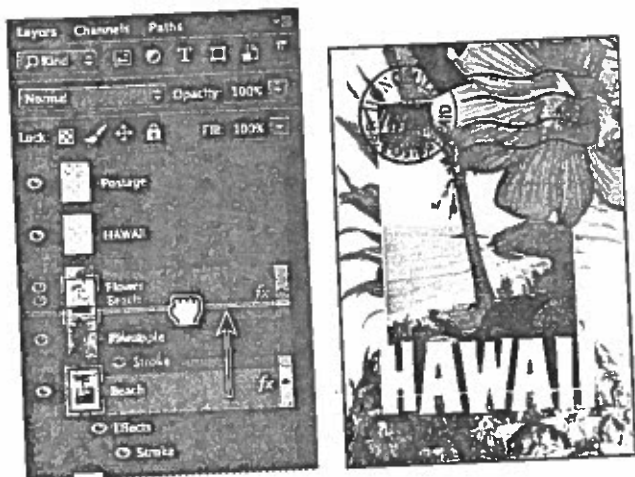 Layers Channels Paths
Kind
Normal Opacity: 100%
Lock: Fill: 100%
Postage
HAWAII
Flowers
Beach
fx
Pineapple
Stroke
Beach fx
Effects
Stroke
HAWAII